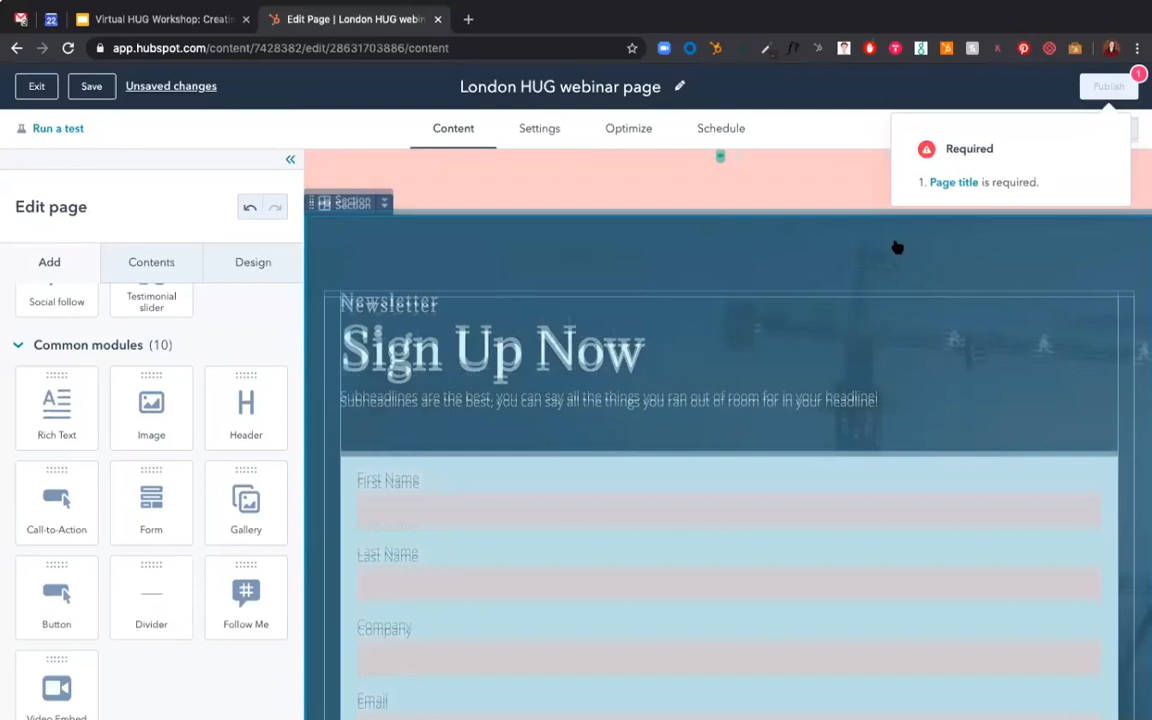 22
Virtual HUG Workshop: Creatin
Edit Page | London HUG webin
app.hubspot.com/content/7428382/edit/28631703886/content
Exit
Save
Unsaved changes
London HUG webinar page
Publish
1
Run a test
Content
Settings
Optimize
Schedule
Required
1. Page title is required.
Edit page
Section
Add
Contents
Design
Social follow
Testimonial
slider
Newsletter
Sign Up Now
Subheadlines are the best, you can say all the things you ran out of room for in your headline!
Common modules (10)
Rich Text
Image
Header
Call-to-Action
Form
Gallery
Button
Divider
Follow Me
Video Embed
First Name
Last Name
Company
Email